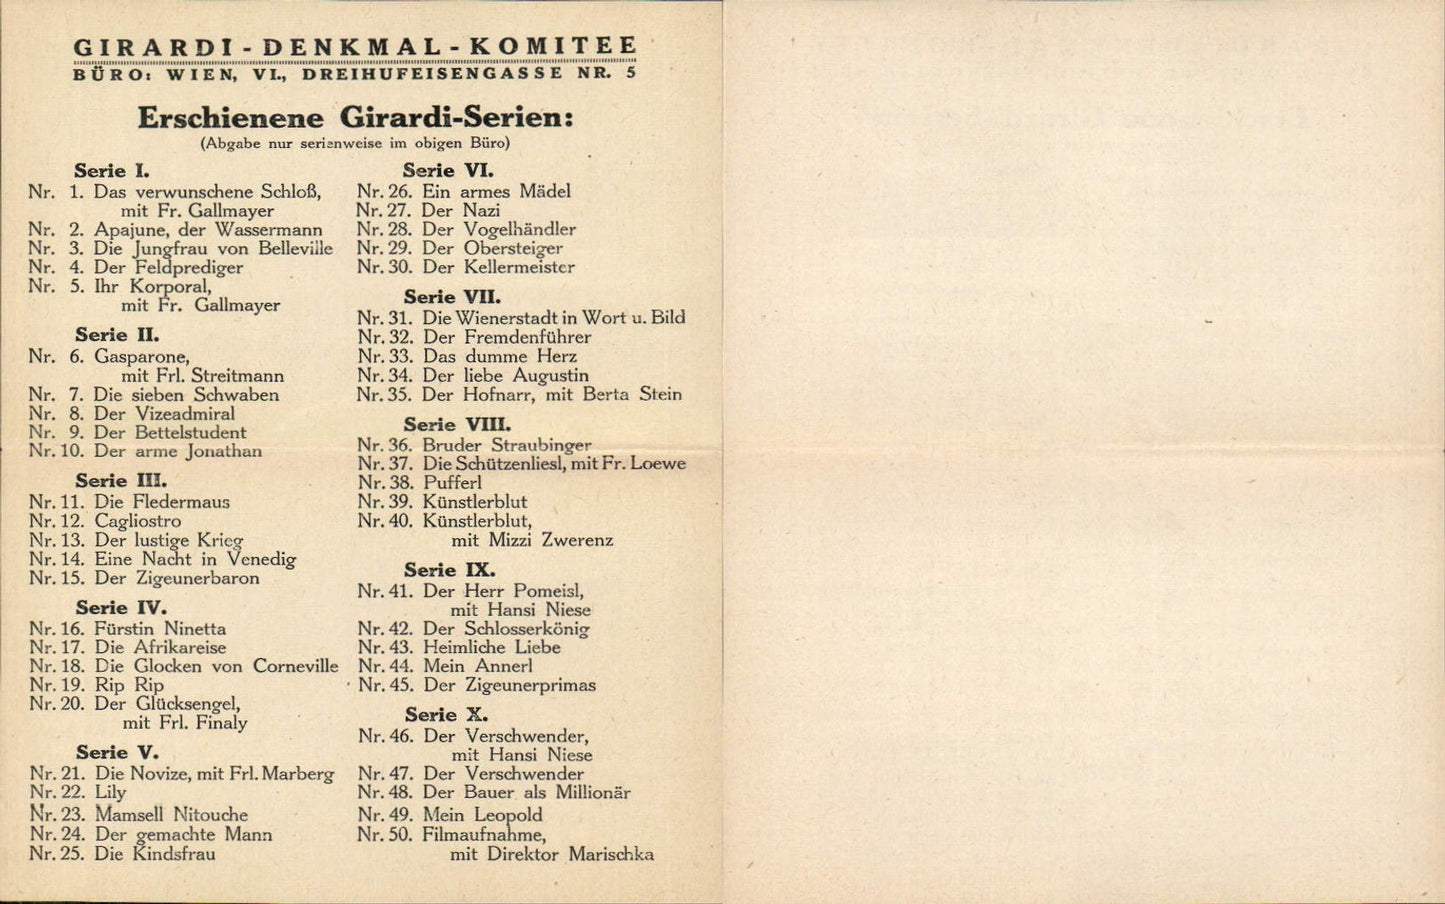 GIRARDI-DENKMAL-KOMITEE
BÜRO: WIEN, VI., DREIHUFEISENGASSE NR. 5
Erschienene Girardi-Serien:
(Abgabe nur serienweise im obigen Büro)
Serie I.
Nr. 1. Das verwunschene Schloß,
mit Fr. Gallmayer
Nr. 2. Apajune, der Wassermann
Nr. 3. Die Jungfrau von Belleville
Nr. 4. Der Feldprediger
Nr. 5. Ihr Korporal,
mit Fr. Gallmayer
Serie II.
Nr. 6. Gasparone,
mit Frl. Streitmann
Nr. 7. Die sieben Schwaben
Nr. 8. Der Vizeadmiral
Nr. 9. Der Bettelstudent
Nr. 10. Der arme Jonathan
Serie III.
Nr. 11. Die Fledermaus
Nr. 12. Cagliostro
Nr. 13. Der lustige Krieg
Nr. 14. Eine Nacht in Venedig
Nr. 15. Der Zigeunerbaron
Serie IV.
Nr. 16. Fürstin Ninetta
Nr. 17. Die Afrikareise
Nr. 18. Die Glocken von Corneville
Nr. 19. Rip Rip
Nr. 20. Der Glücksengel,
mit Frl. Finaly
Serie V.
Nr. 21. Die Novize, mit Frl. Marberg
Nr. 22. Lily
Nr. 23. Mamsell Nitouche
Nr. 24. Der gemachte Mann
Nr. 25. Die Kindsfrau
Serie VI.
Nr. 26. Ein armes Mädel
Nr. 27. Der Nazi
Nr. 28. Der Vogelhändler
Nr. 29. Der Obersteiger
Nr. 30. Der Kellermeister
Serie VII.
Nr. 31. Die Wienerstadt in Wort u. Bild
Nr. 32. Der Fremdenführer
Nr. 33. Das dumme Herz
Nr. 34. Der liebe Augustin
Nr. 35. Der Hofnarr, mit Berta Stein
Serie VIII.
Nr. 36. Bruder Straubinger
Nr. 37. Die Schützenliesl, mit Fr. Loewe
Nr. 38. Pufferl
Nr. 39. Künstlerblut
Nr. 40. Künstlerblut,
mit Mizzi Zwerenz
Serie IX.
Nr. 41. Der Herr Pomeisl,
mit Hansi Niese
Nr. 42. Der Schlosserkönig
Nr. 43. Heimliche Liebe
Nr. 44. Mein Annerl
Nr. 45. Der Zigeunerprimas
Serie X.
Nr. 46. Der Verschwender,
mit Hansi Niese
Nr. 47. Der Verschwender
Nr. 48. Der Bauer als Millionär
Nr. 49. Mein Leopold
Nr. 50. Filmaufnahme,
mit Direktor Marischka